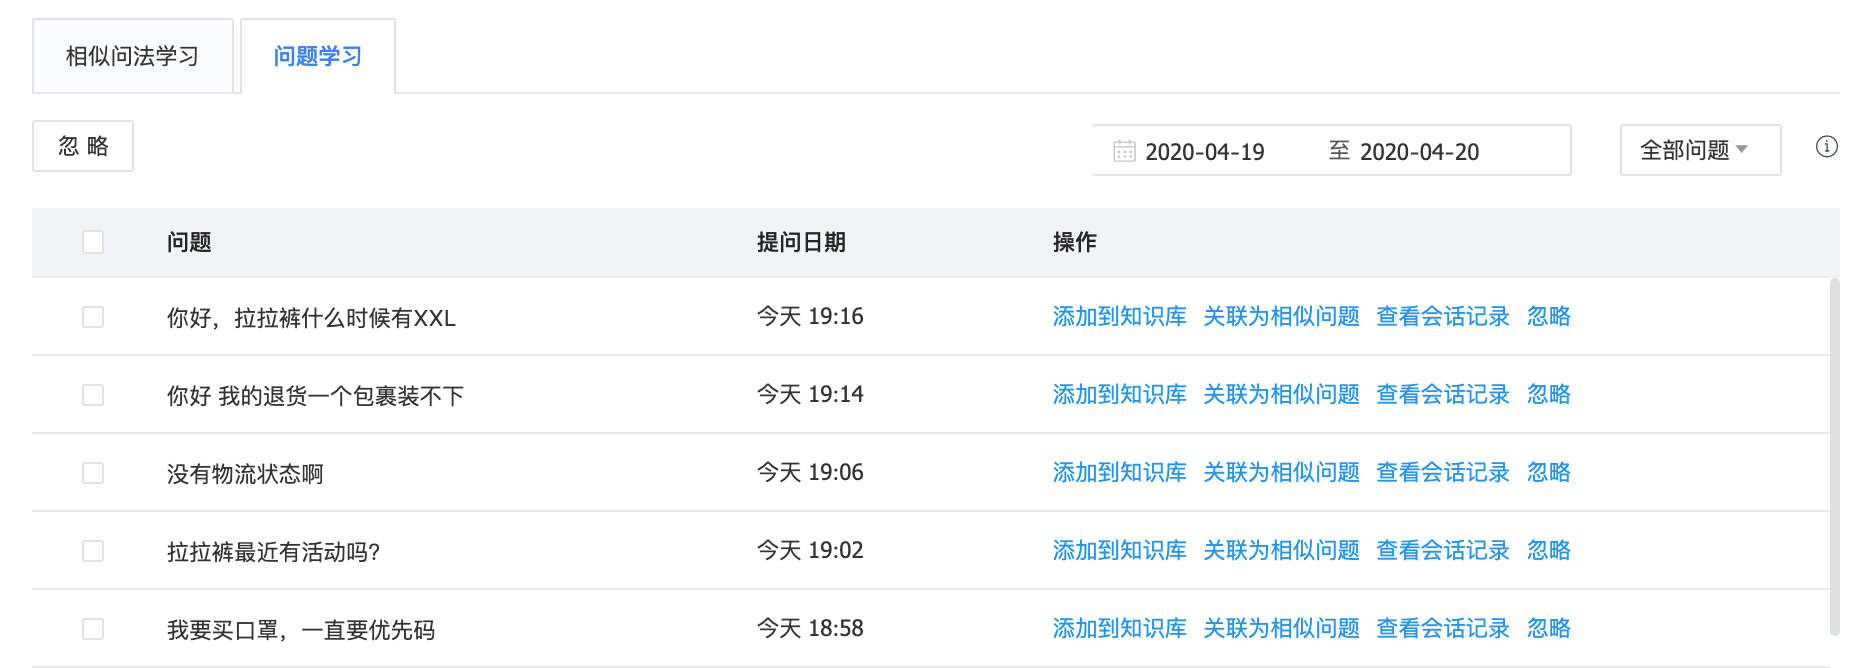 相似问法学习 问题学习
忽 略 2020-04-19 至 2020-04-20 全部问题
问题 提问日期 操作
你好，拉拉裤什么时候有XXL 今天 19:16 添加到知识库 关联为相似问题 查看会话记录 忽略
你好 我的退货一个包裹装不下 今天 19:14 添加到知识库 关联为相似问题 查看会话记录 忽略
没有物流状态啊 今天 19:06 添加到知识库 关联为相似问题 查看会话记录 忽略
拉拉裤最近有活动吗? 今天 19:02 添加到知识库 关联为相似问题 查看会话记录 忽略
我要买口罩，一直要优先码 今天 18:58 添加到知识库 关联为相似问题 查看会话记录 忽略